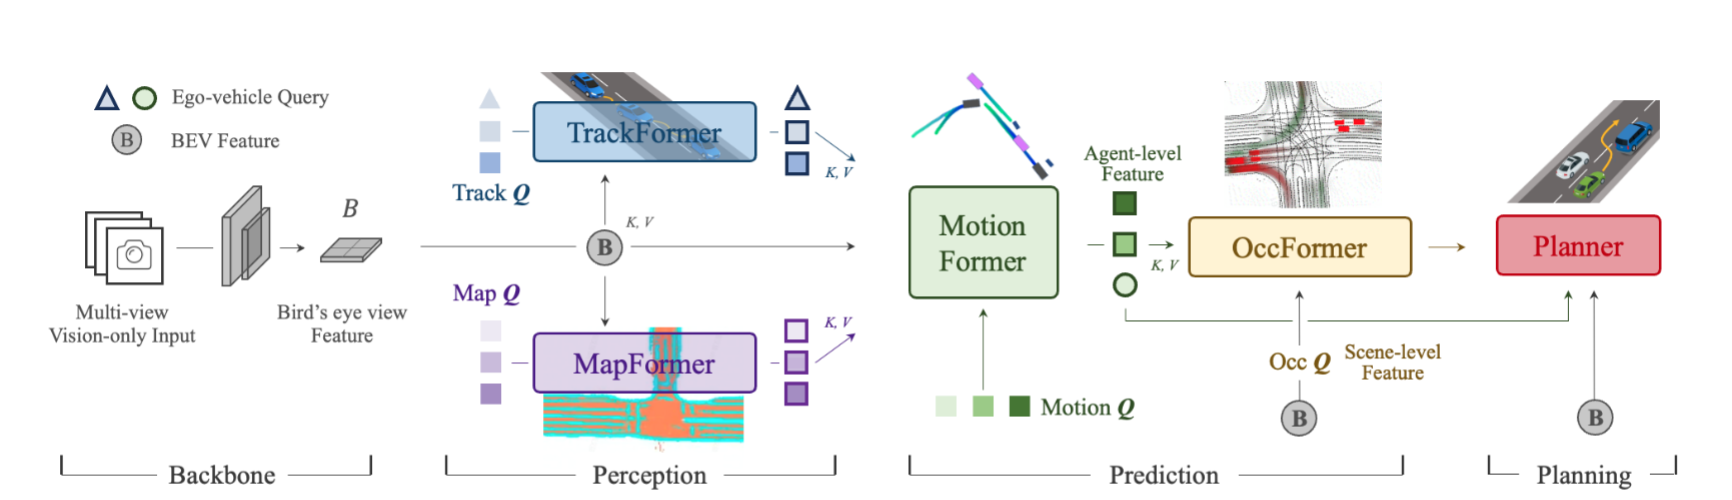 Ego-vehicle Query
B
BEV Feature
B
Multi-view
Vision-only Input
Bird's eye view
Feature
Backbone
TrackFormer
Track Q
K, V
K, V
B
Map Q
K, V
MapFormer
Perception
Motion
Former
Agent-level
Feature
K, V
OccFormer
Occ Q
Scene-level
Feature
Motion Q
B
Prediction
Planner
B
Planning